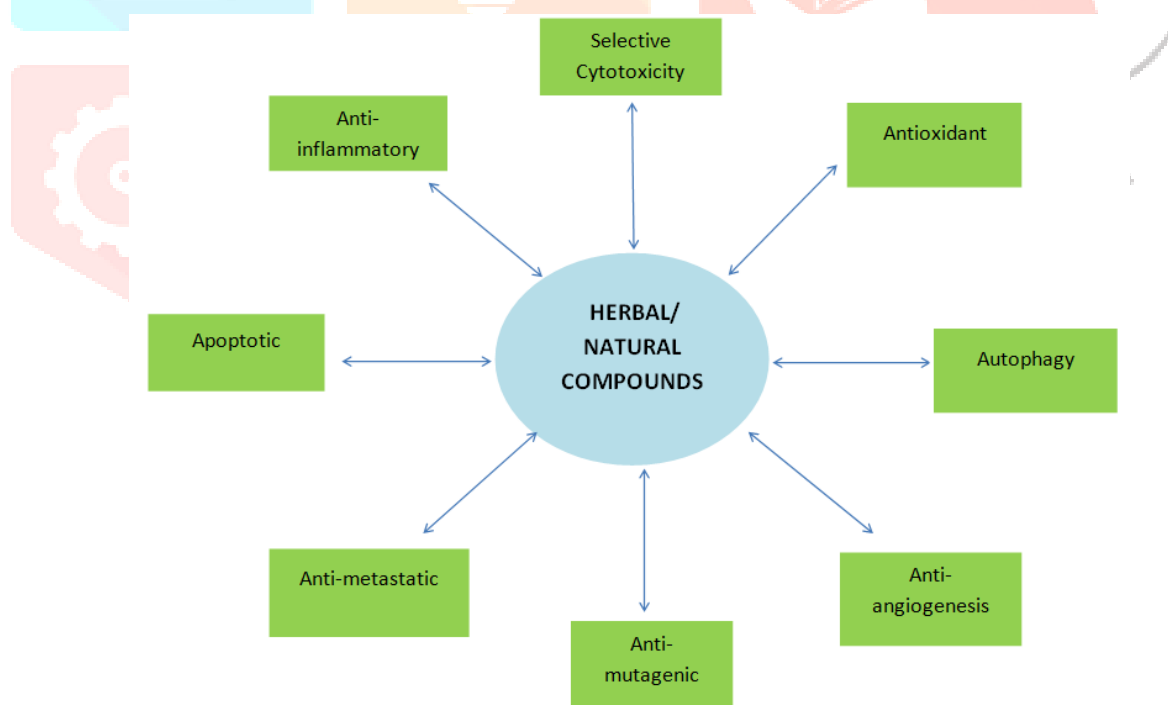 Selective
Cytotoxicity
Anti-
inflammatory
Antioxidant
HERBAL/
NATURAL
COMPOUNDS
Apoptotic
Autophagy
Anti-metastatic
Anti-
angiogenesis
Anti-
mutagenic